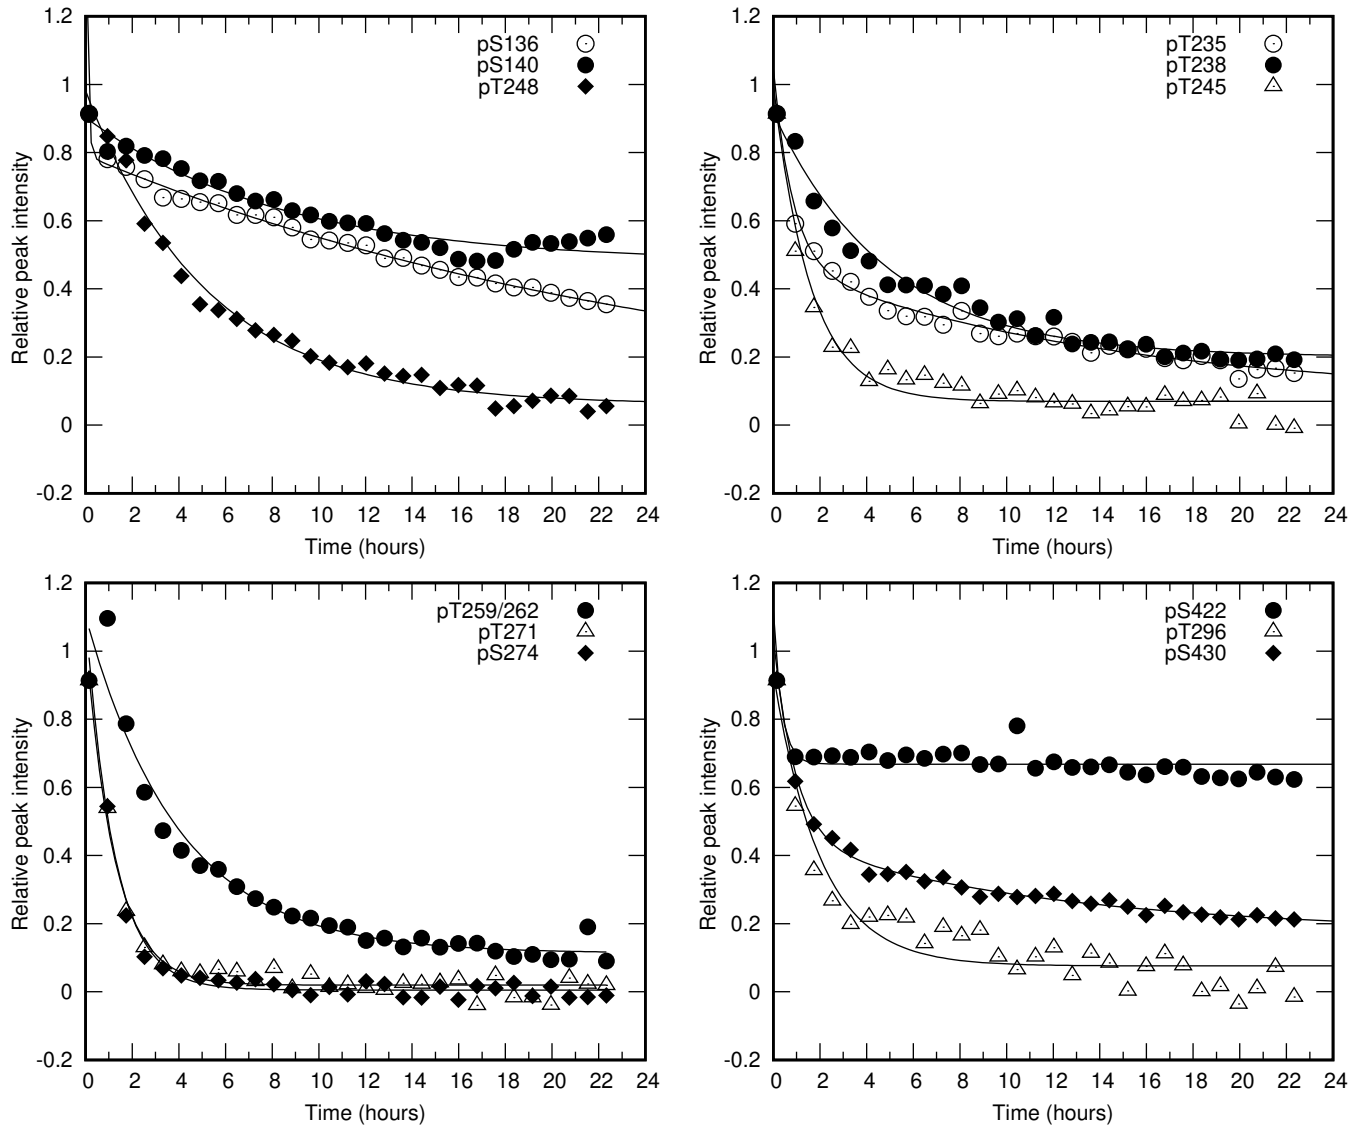 1.2
1
0.8
0.6
0.4
0.2
0
-0.2
Relative peak intensity
pS136
pS140
pT248
0 2 4 6 8 10 12 14 16 18 20 22 24
Time (hours)
1.2
1
0.8
0.6
0.4
0.2
0
-0.2
Relative peak intensity
pT235
pT238
pT245
0 2 4 6 8 10 12 14 16 18 20 22 24
Time (hours)
1.2
1
0.8
0.6
0.4
0.2
0
-0.2
Relative peak intensity
pT259/262
pT271
pS274
0 2 4 6 8 10 12 14 16 18 20 22 24
Time (hours)
1.2
1
0.8
0.6
0.4
0.2
0
-0.2
Relative peak intensity
pS422
pT296
pS430
0 2 4 6 8 10 12 14 16 18 20 22 24
Time (hours)